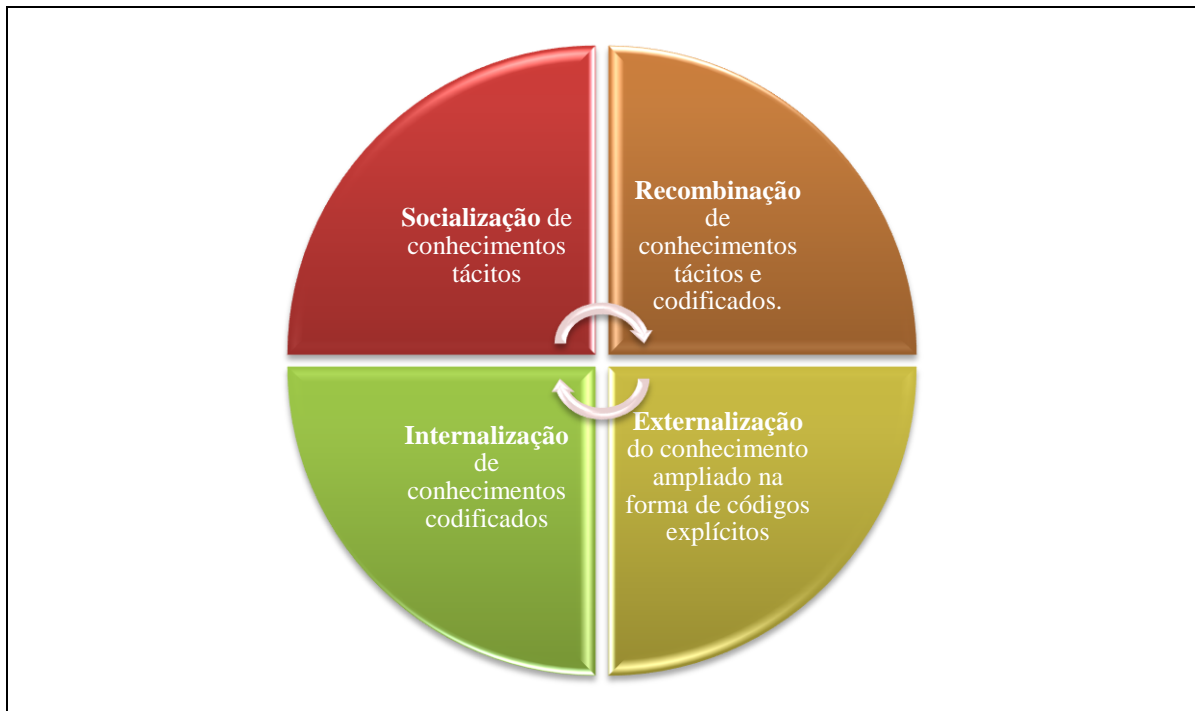 Socialização de
conhecimentos
tácitos
Recombinação
de
conhecimentos
tácitos e
codificados.
Internalização
de
conhecimentos
codificados
Externalização
do conhecimento
ampliado na
forma de códigos
explícitos